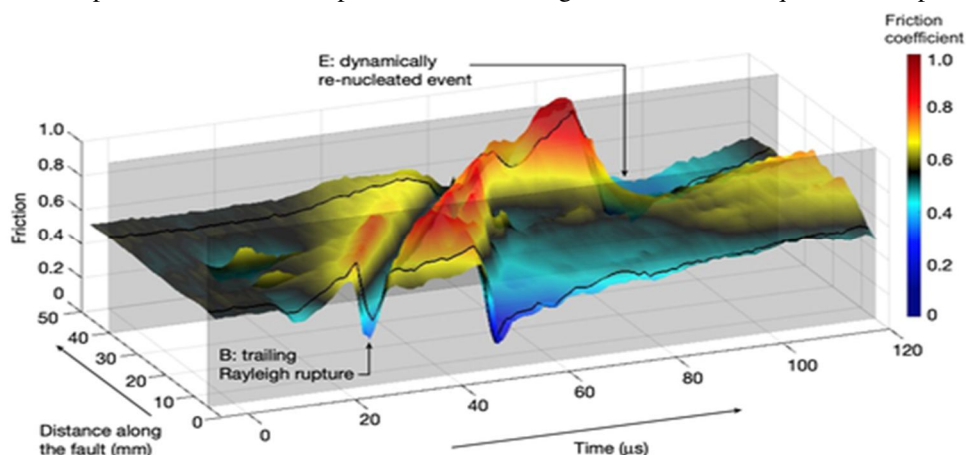 Friction
coefficient
E: dynamically
re-nucleated event
1.0
0.8
0.6
0.4
0.2
0
Friction
1.0
0.8
0.6
0.4
0.2
0
50
40
30
20
10
0
B: trailing
Rayleigh rupture
0
20
40
60
80
100
120
Distance along
the fault (mm)
Time (μs)